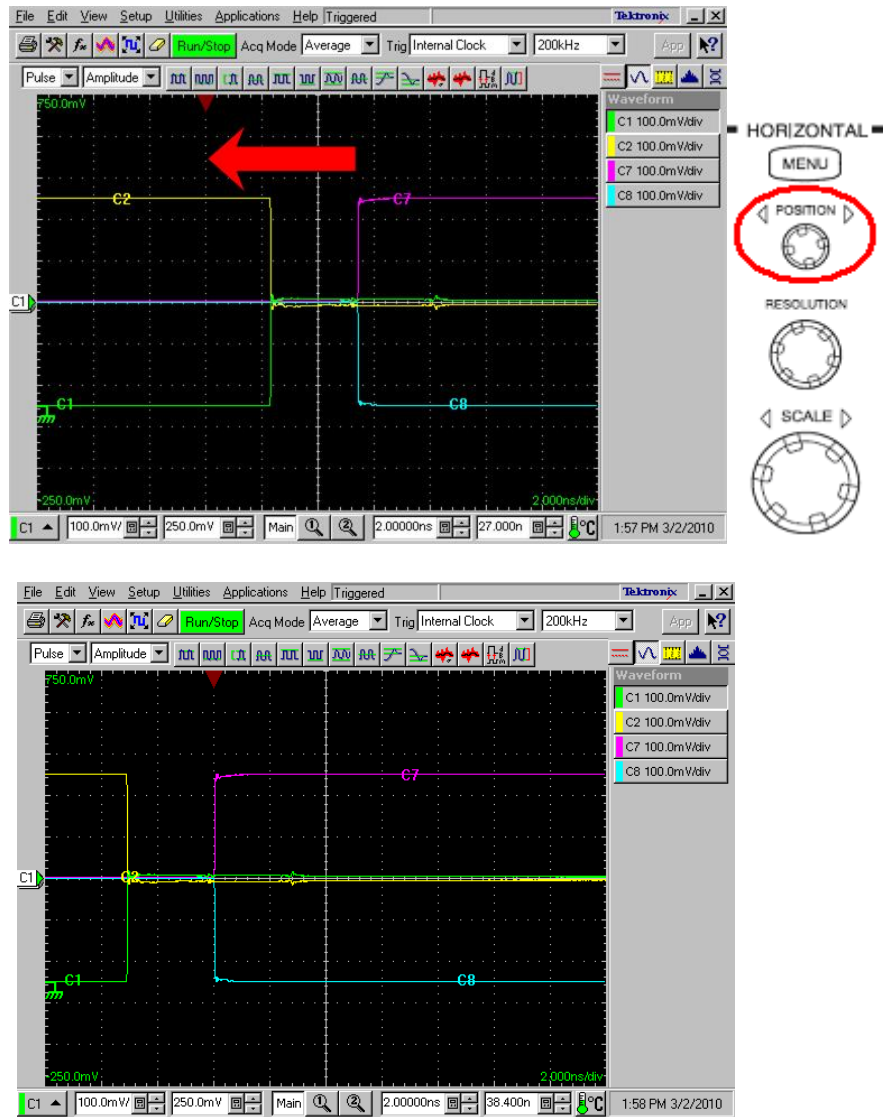 File Edit View Setup Utilities Applications Help Triggered Tektronix
Run/Stop Acq Mode Average Trig Internal Clock 200kHz App
Pulse Amplitude
750.0mV
Waveform
C1 100.0mV/div
C2 100.0mV/div
C7 100.0mV/div
C8 100.0mV/div
C2 C7
C1
C1 C8
-250.0mV 2.000ns/div
C1 100.0mV/ 250.0mV Main 1 2 2.00000ns 27.000n °C 1:57 PM 3/2/2010
HORIZONTAL
MENU
POSITION
RESOLUTION
SCALE
File Edit View Setup Utilities Applications Help Triggered Tektronix
Run/Stop Acq Mode Average Trig Internal Clock 200kHz App
Pulse Amplitude
750.0mV
Waveform
C1 100.0mV/div
C2 100.0mV/div
C7 100.0mV/div
C8 100.0mV/div
C7
C1 C2
C1 C8
-250.0mV 2.000ns/div
C1 100.0mV/ 250.0mV Main 1 2 2.00000ns 38.400n °C 1:58 PM 3/2/2010